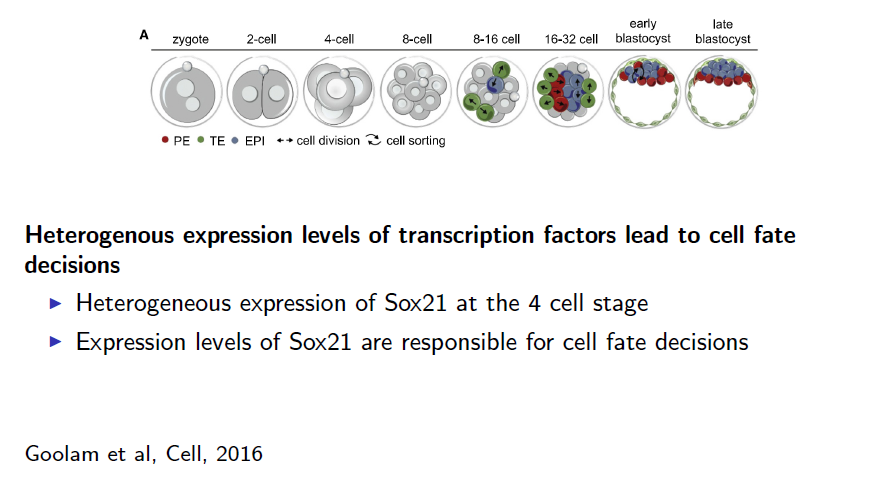 A
zygote 2-cell 4-cell 8-cell 8-16 cell 16-32 cell early blastocyst late blastocyst
PE TE EPI cell division cell sorting
Heterogenous expression levels of transcription factors lead to cell fate
decisions
Heterogeneous expression of Sox21 at the 4 cell stage
Expression levels of Sox21 are responsible for cell fate decisions
Goolam et al, Cell, 2016